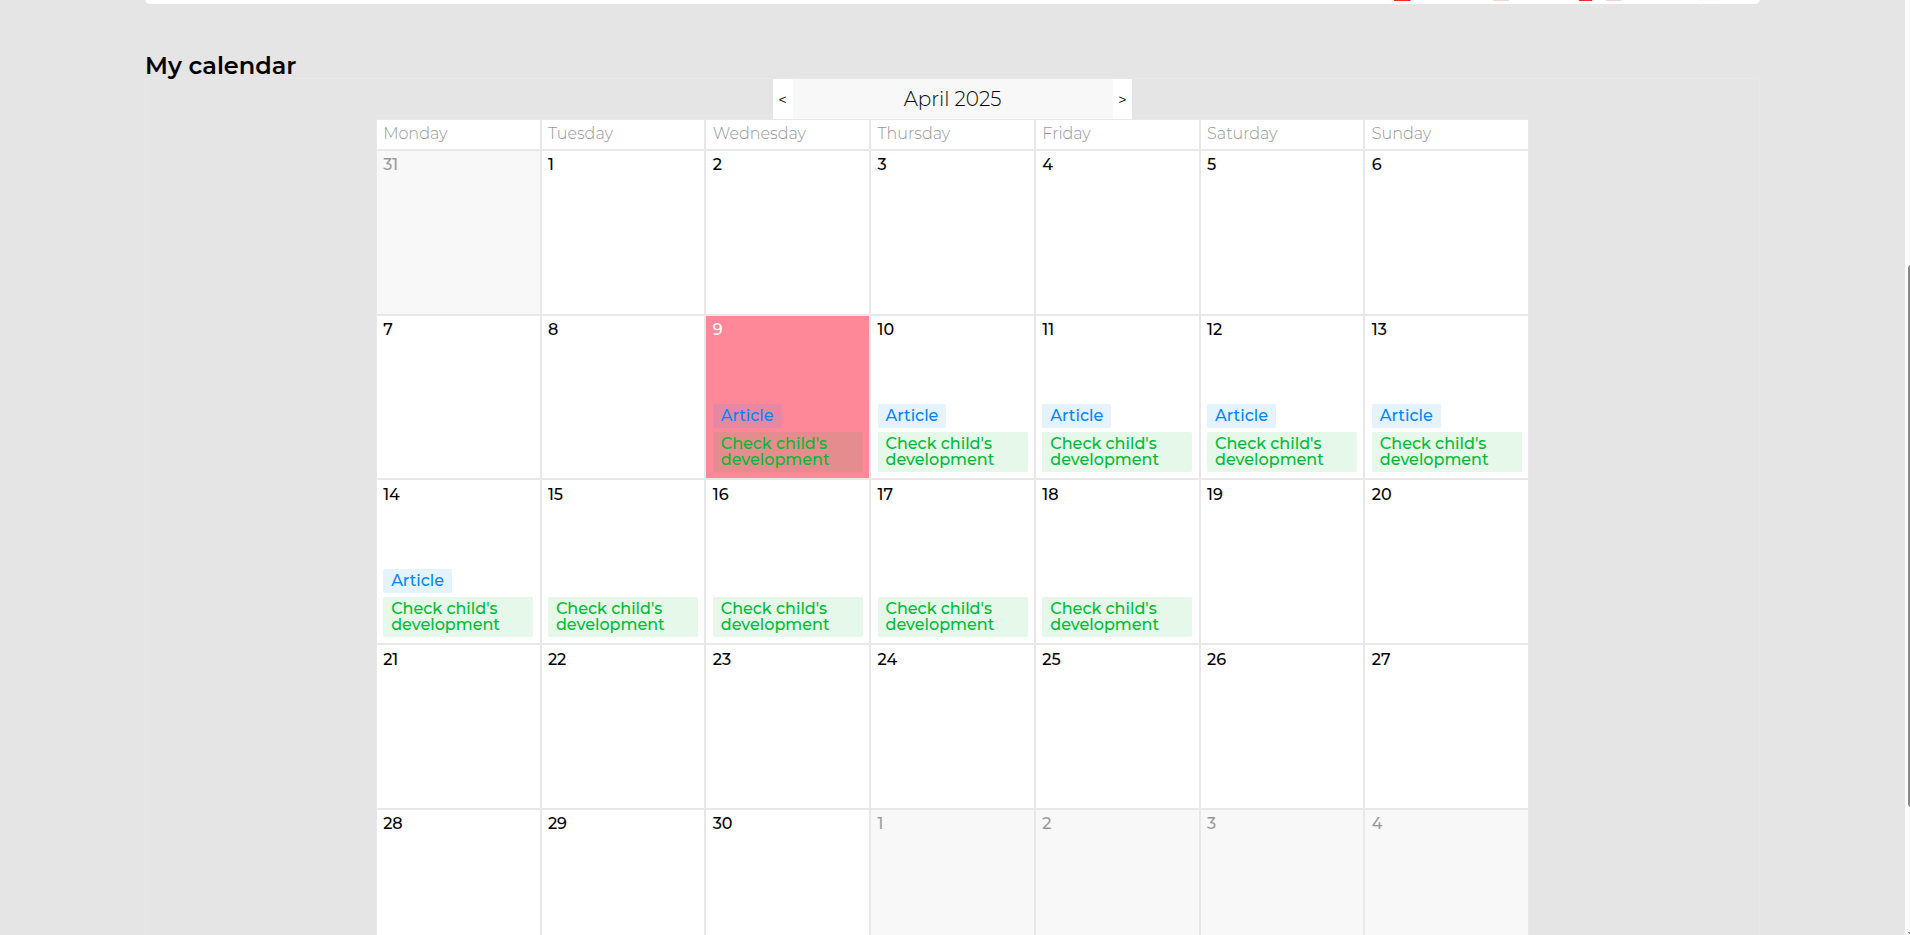 My calendar
< April 2025 >
Monday Tuesday Wednesday Thursday Friday Saturday Sunday
31 1 2 3 4 5 6
7 8 9 10 11 12 13
Article Article Article Article Article
Check child's Check child's Check child's Check child's Check child's
development development development development development
14 15 16 17 18 19 20
Article
Check child's Check child's Check child's Check child's Check child's
development development development development development
21 22 23 24 25 26 27
28 29 30 1 2 3 4